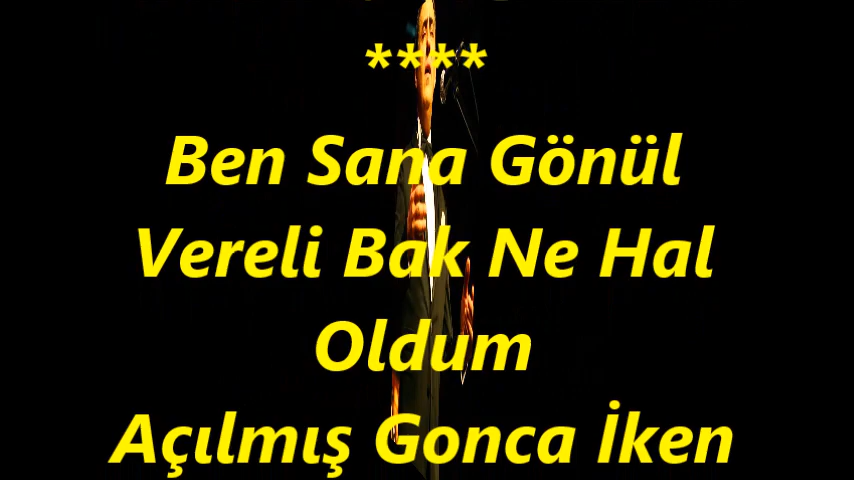 ****
Ben Sana Gönül
Vereli Bak Ne Hal
Oldum
Açılmış Gonca İken